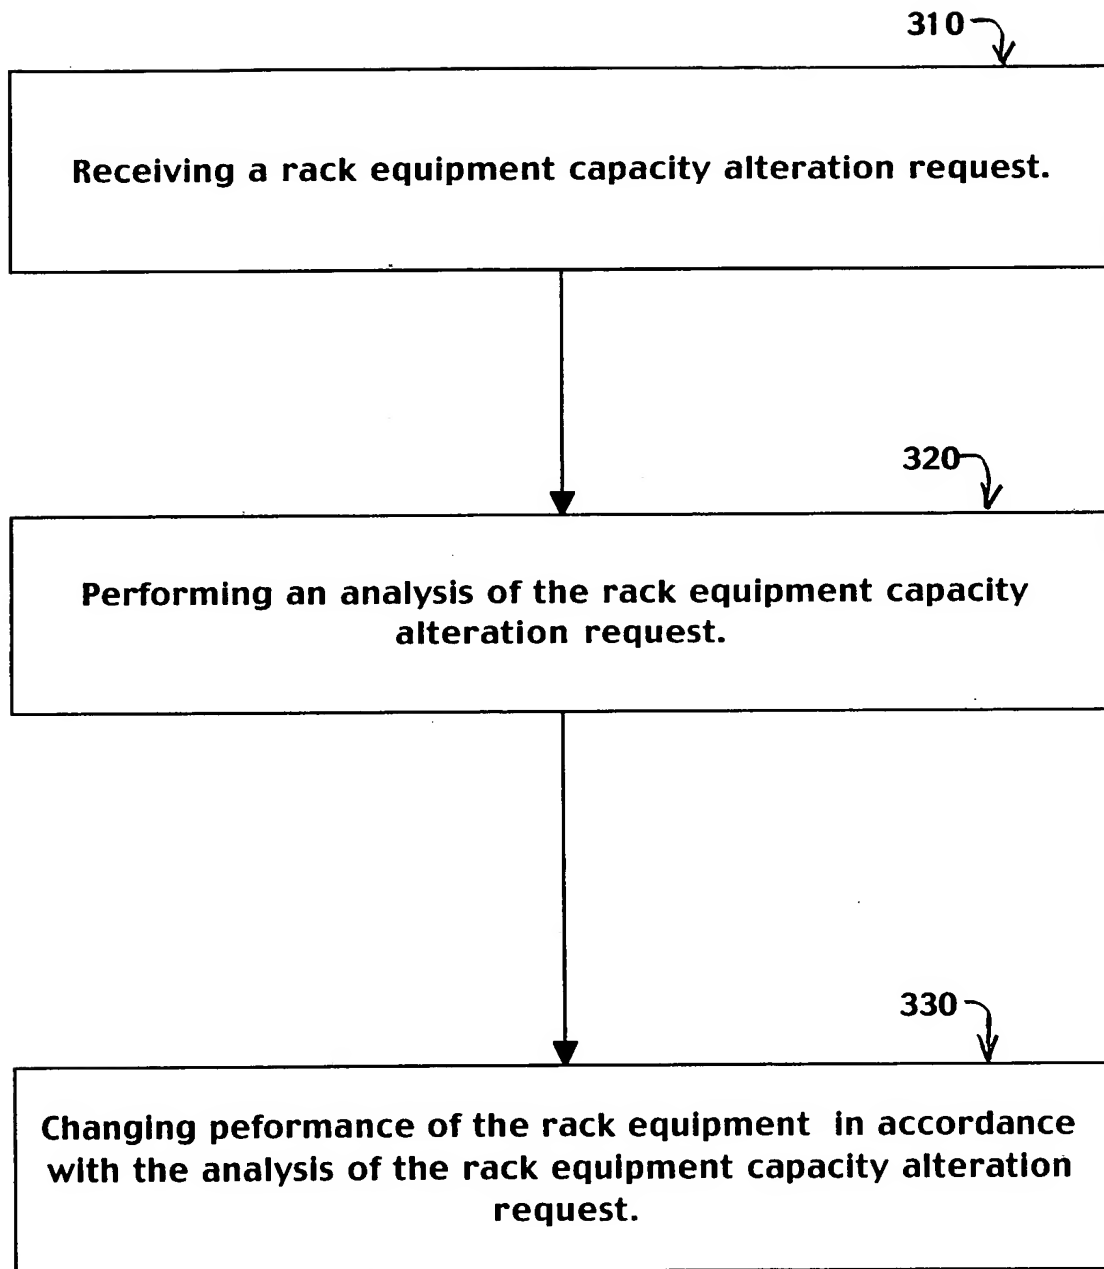 310
Receiving a rack equipment capacity alteration request.
320
Performing an analysis of the rack equipment capacity
alteration request.
330
Changing peformance of the rack equipment in accordance
with the analysis of the rack equipment capacity alteration
request.